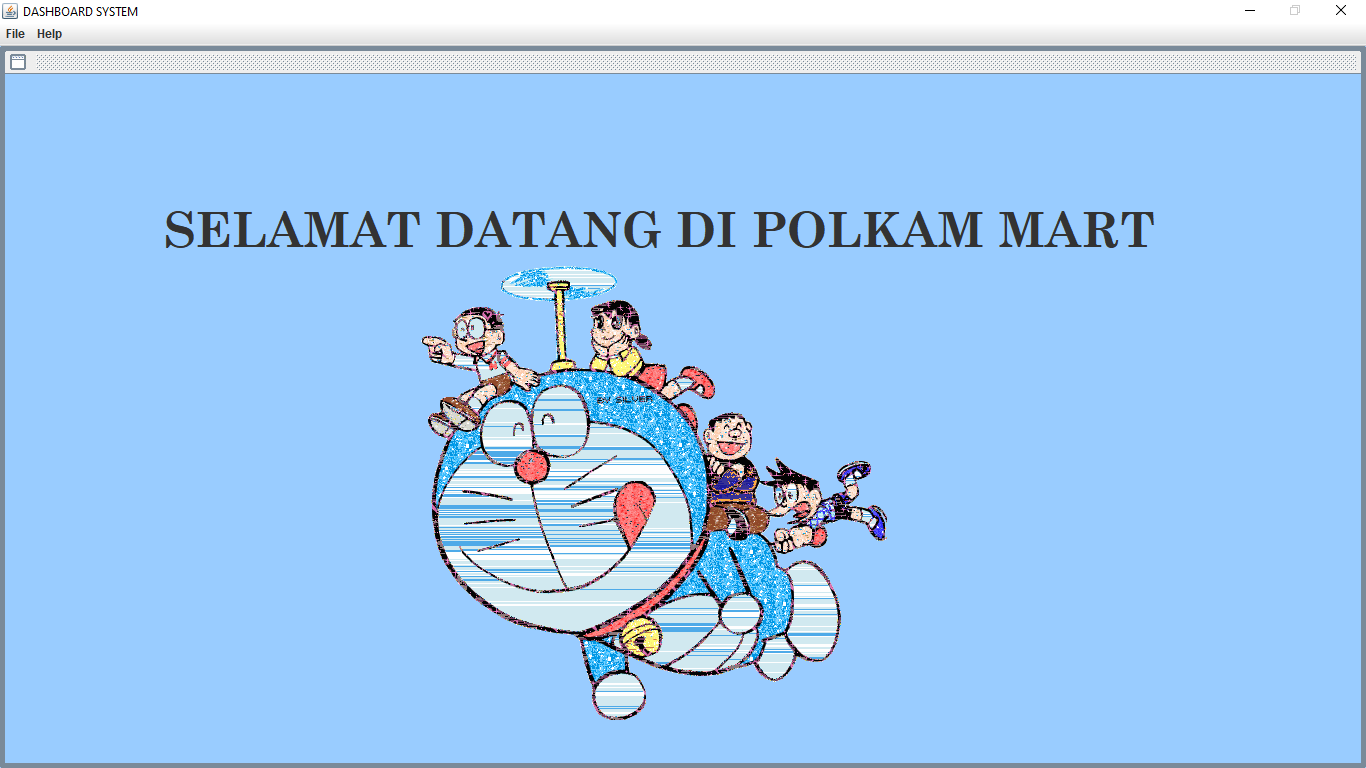 DASHBOARD SYSTEM
File Help
SELAMAT DATANG DI POLKAM MART